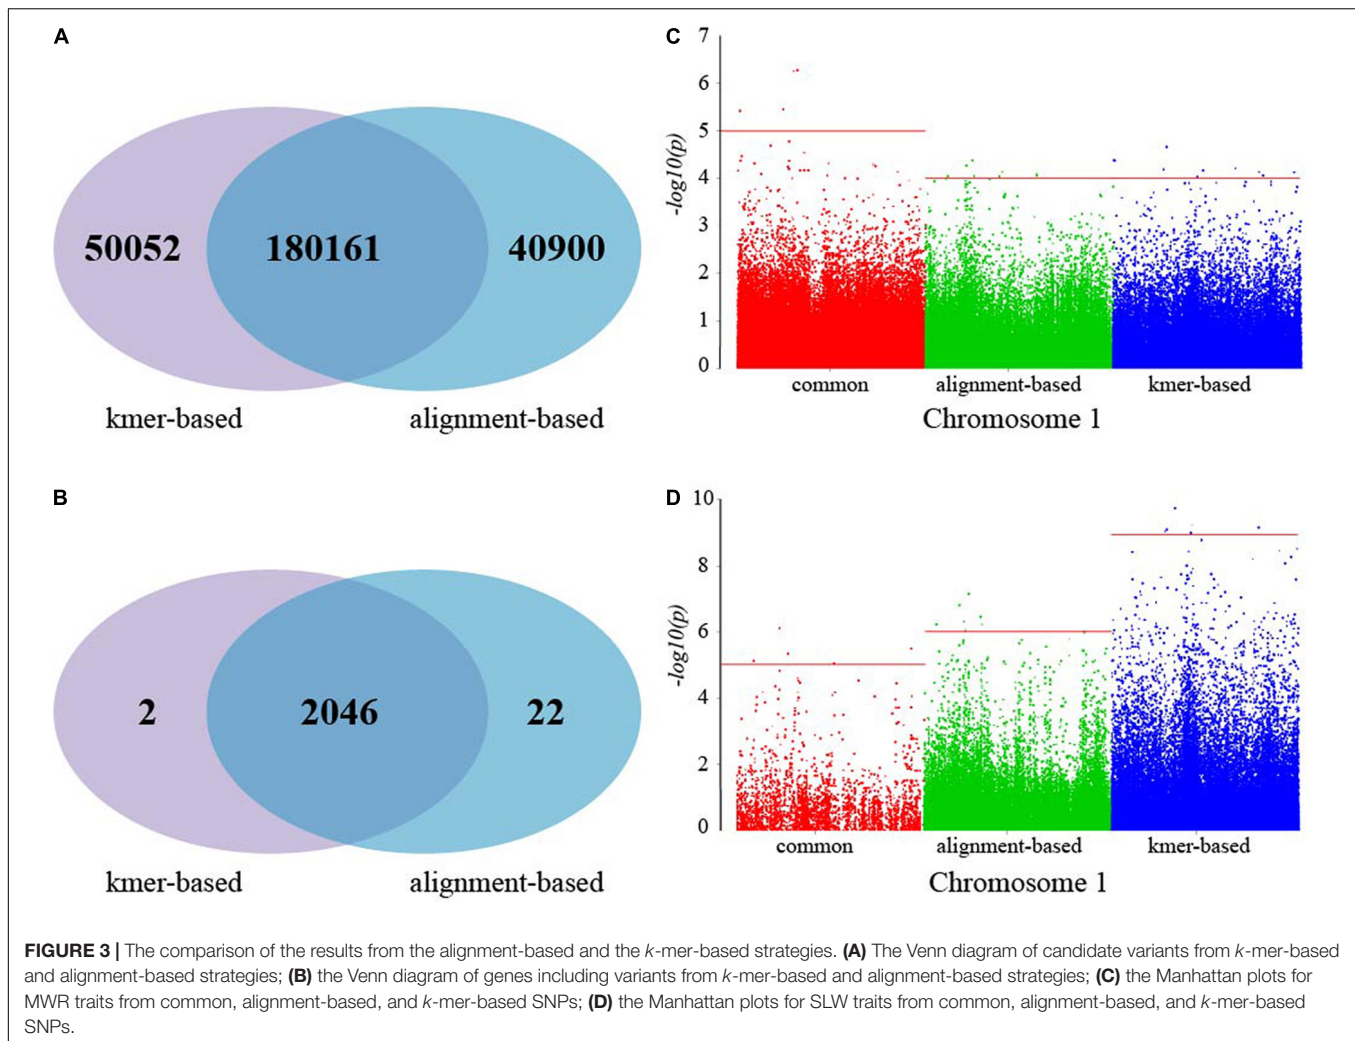 A
50052
180161
40900
kmer-based
alignment-based
C
7
6
5
4
3
2
1
0
-log10(p)
common
alignment-based
kmer-based
Chromosome 1
B
2
2046
22
kmer-based
alignment-based
D
10
8
6
4
2
0
-log10(p)
common
alignment-based
kmer-based
Chromosome 1
FIGURE 3 | The comparison of the results from the alignment-based and the k-mer-based strategies. (A) The Venn diagram of candidate variants from k-mer-based
and alignment-based strategies; (B) the Venn diagram of genes including variants from k-mer-based and alignment-based strategies; (C) the Manhattan plots for
MWR traits from common, alignment-based, and k-mer-based SNPs; (D) the Manhattan plots for SLW traits from common, alignment-based, and k-mer-based
SNPs.